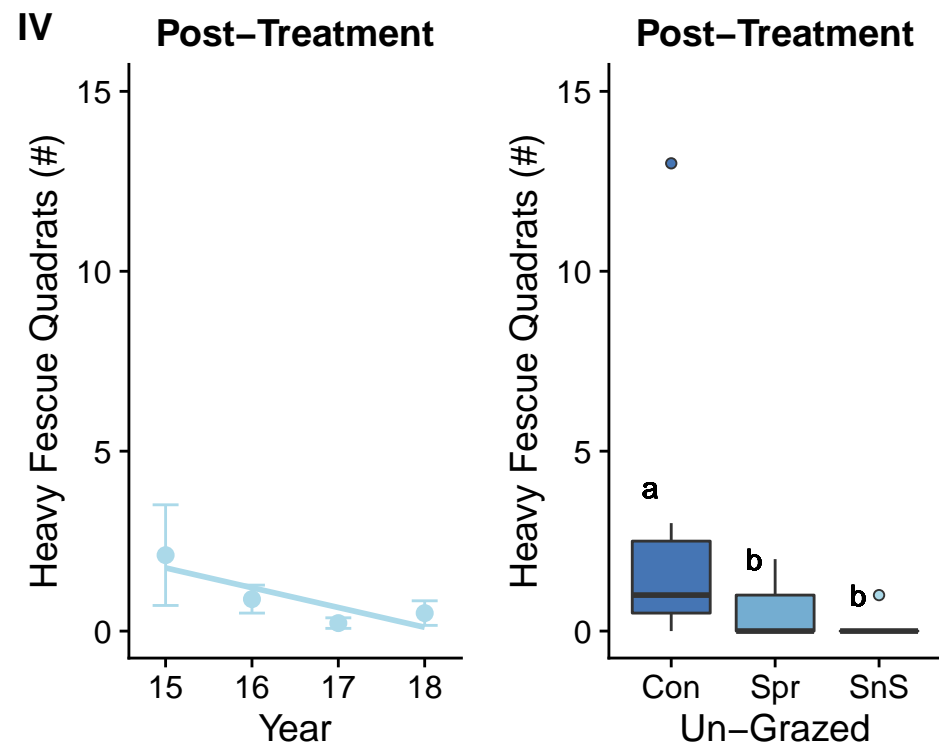 IV
Post−Treatment
Heavy Fescue Quadrats (#)
15
10
5
0
15 16 17 18
Year
Post−Treatment
Heavy Fescue Quadrats (#)
15
10
5
0
a
b
b
Con Spr SnS
Un−Grazed